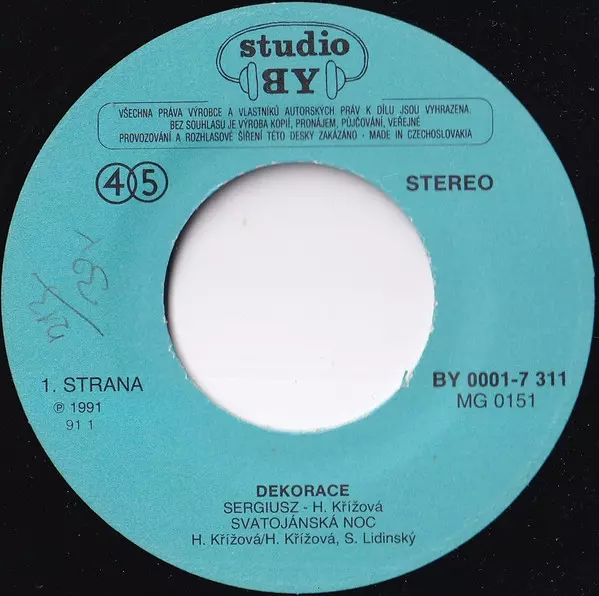 studio
BY
VŠECHNA PRÁVA VÝROBCE A VLASTNÍKŮ AUTORSKÝCH PRÁV K DÍLU JSOU VYHRAZENA.
BEZ SOUHLASU JE VÝROBA KOPIÍ, PRONÁJEM, PŮJČOVÁNÍ, VEŘEJNÉ
PROVOZOVÁNÍ A ROZHLASOVÉ ŠÍŘENÍ TÉTO DESKY ZAKÁZÁNO - MADE IN CZECHOSLOVAKIA
45
STEREO
1. STRANA
℗ 1991
91 1
BY 0001-7 311
MG 0151
DEKORACE
SERGIUSZ - H. Křížová
SVATOJÁNSKÁ NOC
H. Křížová/H. Křížová, S. Lidinský